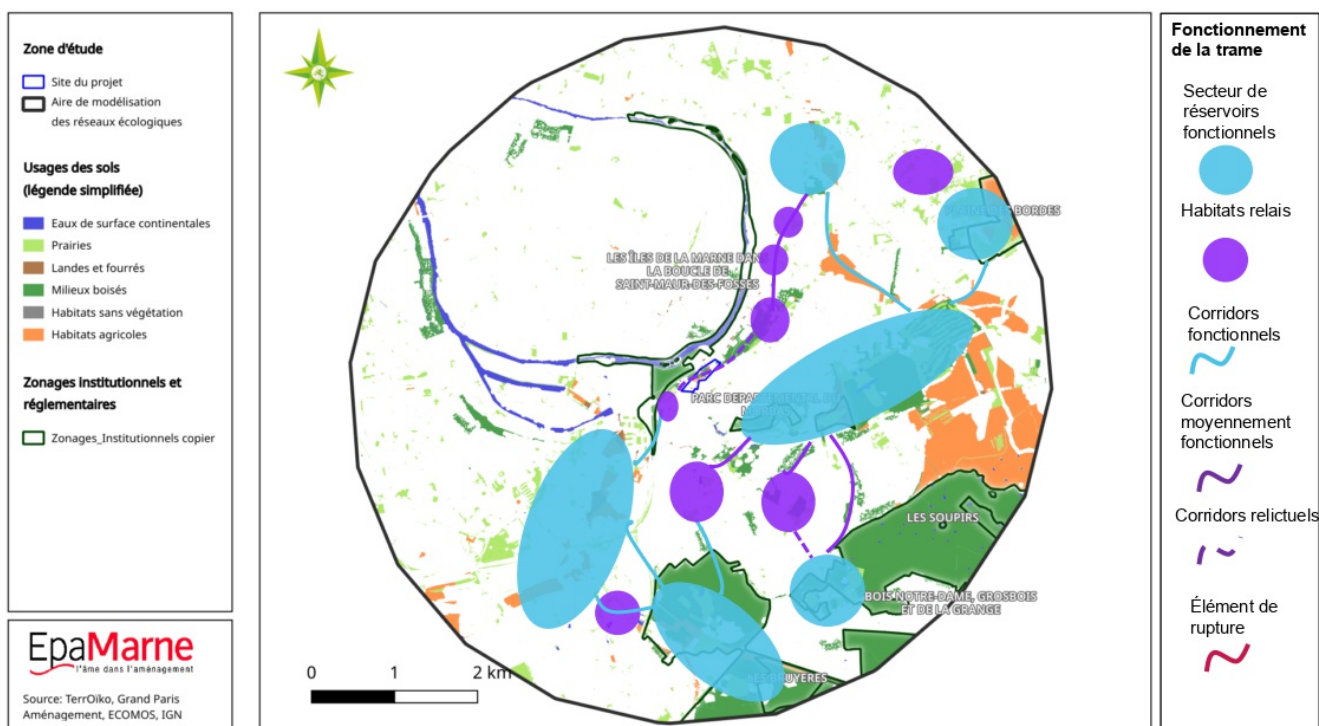 Zone d'étude
Site du projet
Aire de modélisation
des réseaux écologiques
Usages des sols
(légende simplifiée)
Eaux de surface continentales
Prairies
Landes et fourrés
Milieux boisés
Habitats sans végétation
Habitats agricoles
Zonages institutionnels et
réglementaires
Zonages_Institutionnels copier
EpaMarne
l'âme dans l'aménagement
Source: TerrOïko, Grand Paris
Aménagement, ECOMOS, IGN
BORDES
LES ÎLES DE LA MARNE DANS
LA BOUCLE DE
SAINT-MAUR-DES-FOSSES
PARC DEPARTEMENTAL
LES SOUPIRS
BOIS NOTRE-DAME, GROSBOIS
ET DE LA GRANGE
0 1 2 km
Fonctionnement
de la trame
Secteur de
réservoirs
fonctionnels
Habitats relais
Corridors
fonctionnels
Corridors
moyennement
fonctionnels
Corridors relictuels
Élément de
rupture